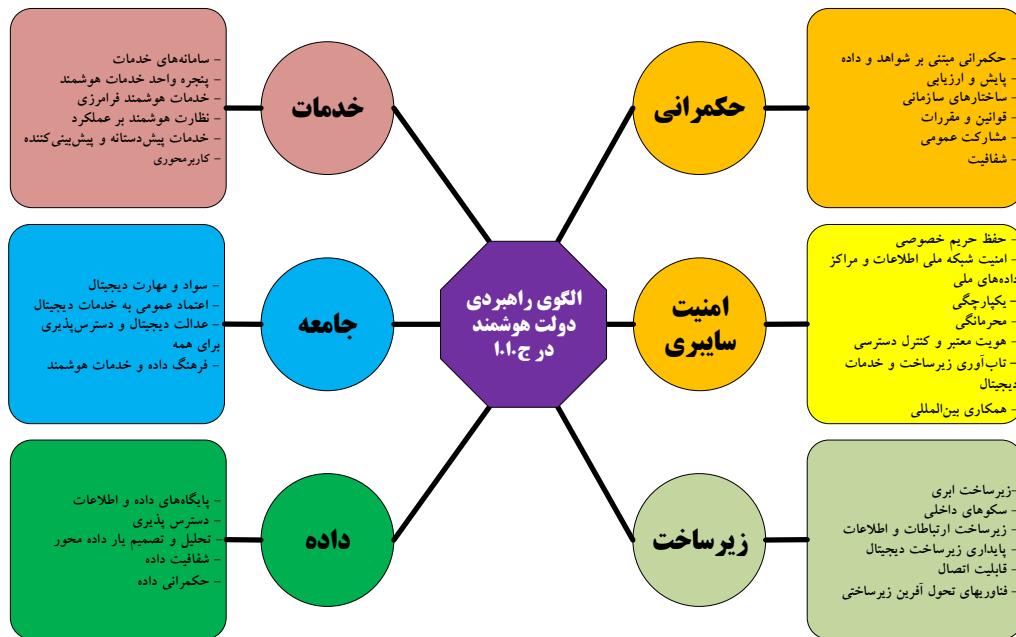 - حکمرانی مبتنی بر شواهد و داده
- پایش و ارزیابی
- ساختارهای سازمانی
- قوانین و مقررات
- مشارکت عمومی
- شفافیت
حکمرانی
خدمات
- سامانه‌های خدمات
- پنجره واحد خدمات هوشمند
- خدمات هوشمند فرامرزی
- نظارت هوشمند بر عملکرد
- خدمات پیش‌دستانه و پیش‌بینی‌کننده
- کاربرمحوری
- حفظ حریم خصوصی
- امنیت شبکه ملی اطلاعات و مراکز
داده‌های ملی
- یکپارچگی
- محرمانگی
- هویت معتبر و کنترل دسترسی
- تاب‌آوری زیرساخت و خدمات
دیجیتال
- همکاری بین‌المللی
امنیت
سایبری
الگوی راهبردی
دولت هوشمند
در ج.ا.ا
جامعه
- سواد و مهارت دیجیتال
- اعتماد عمومی به خدمات دیجیتال
- عدالت دیجیتال و دسترس‌پذیری
برای همه
- فرهنگ داده و خدمات هوشمند
-زیرساخت ابری
- سکوهای داخلی
- زیرساخت ارتباطات و اطلاعات
- پایداری زیرساخت دیجیتال
- قابلیت اتصال
- فناوریهای تحول آفرین زیرساختی
زیرساخت
داده
- پایگاه‌های داده و اطلاعات
- دسترس پذیری
- تحلیل و تصمیم یار داده محور
- شفافیت داده
- حکمرانی داده